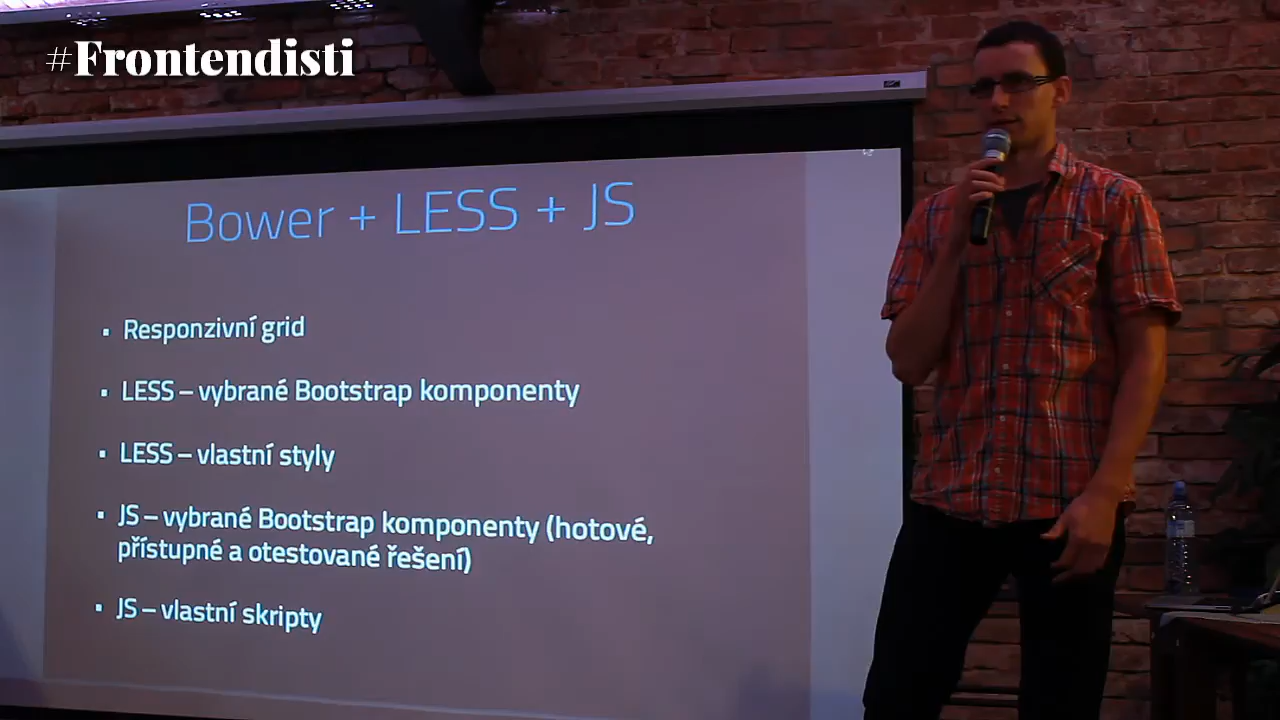 #Frontendisti
Bower + LESS + JS
▪ Responzivní grid
▪ LESS – vybrané Bootstrap komponenty
▪ LESS – vlastní styly
▪ JS – vybrané Bootstrap komponenty (hotové,
přístupné a otestované řešení)
▪ JS – vlastní skripty